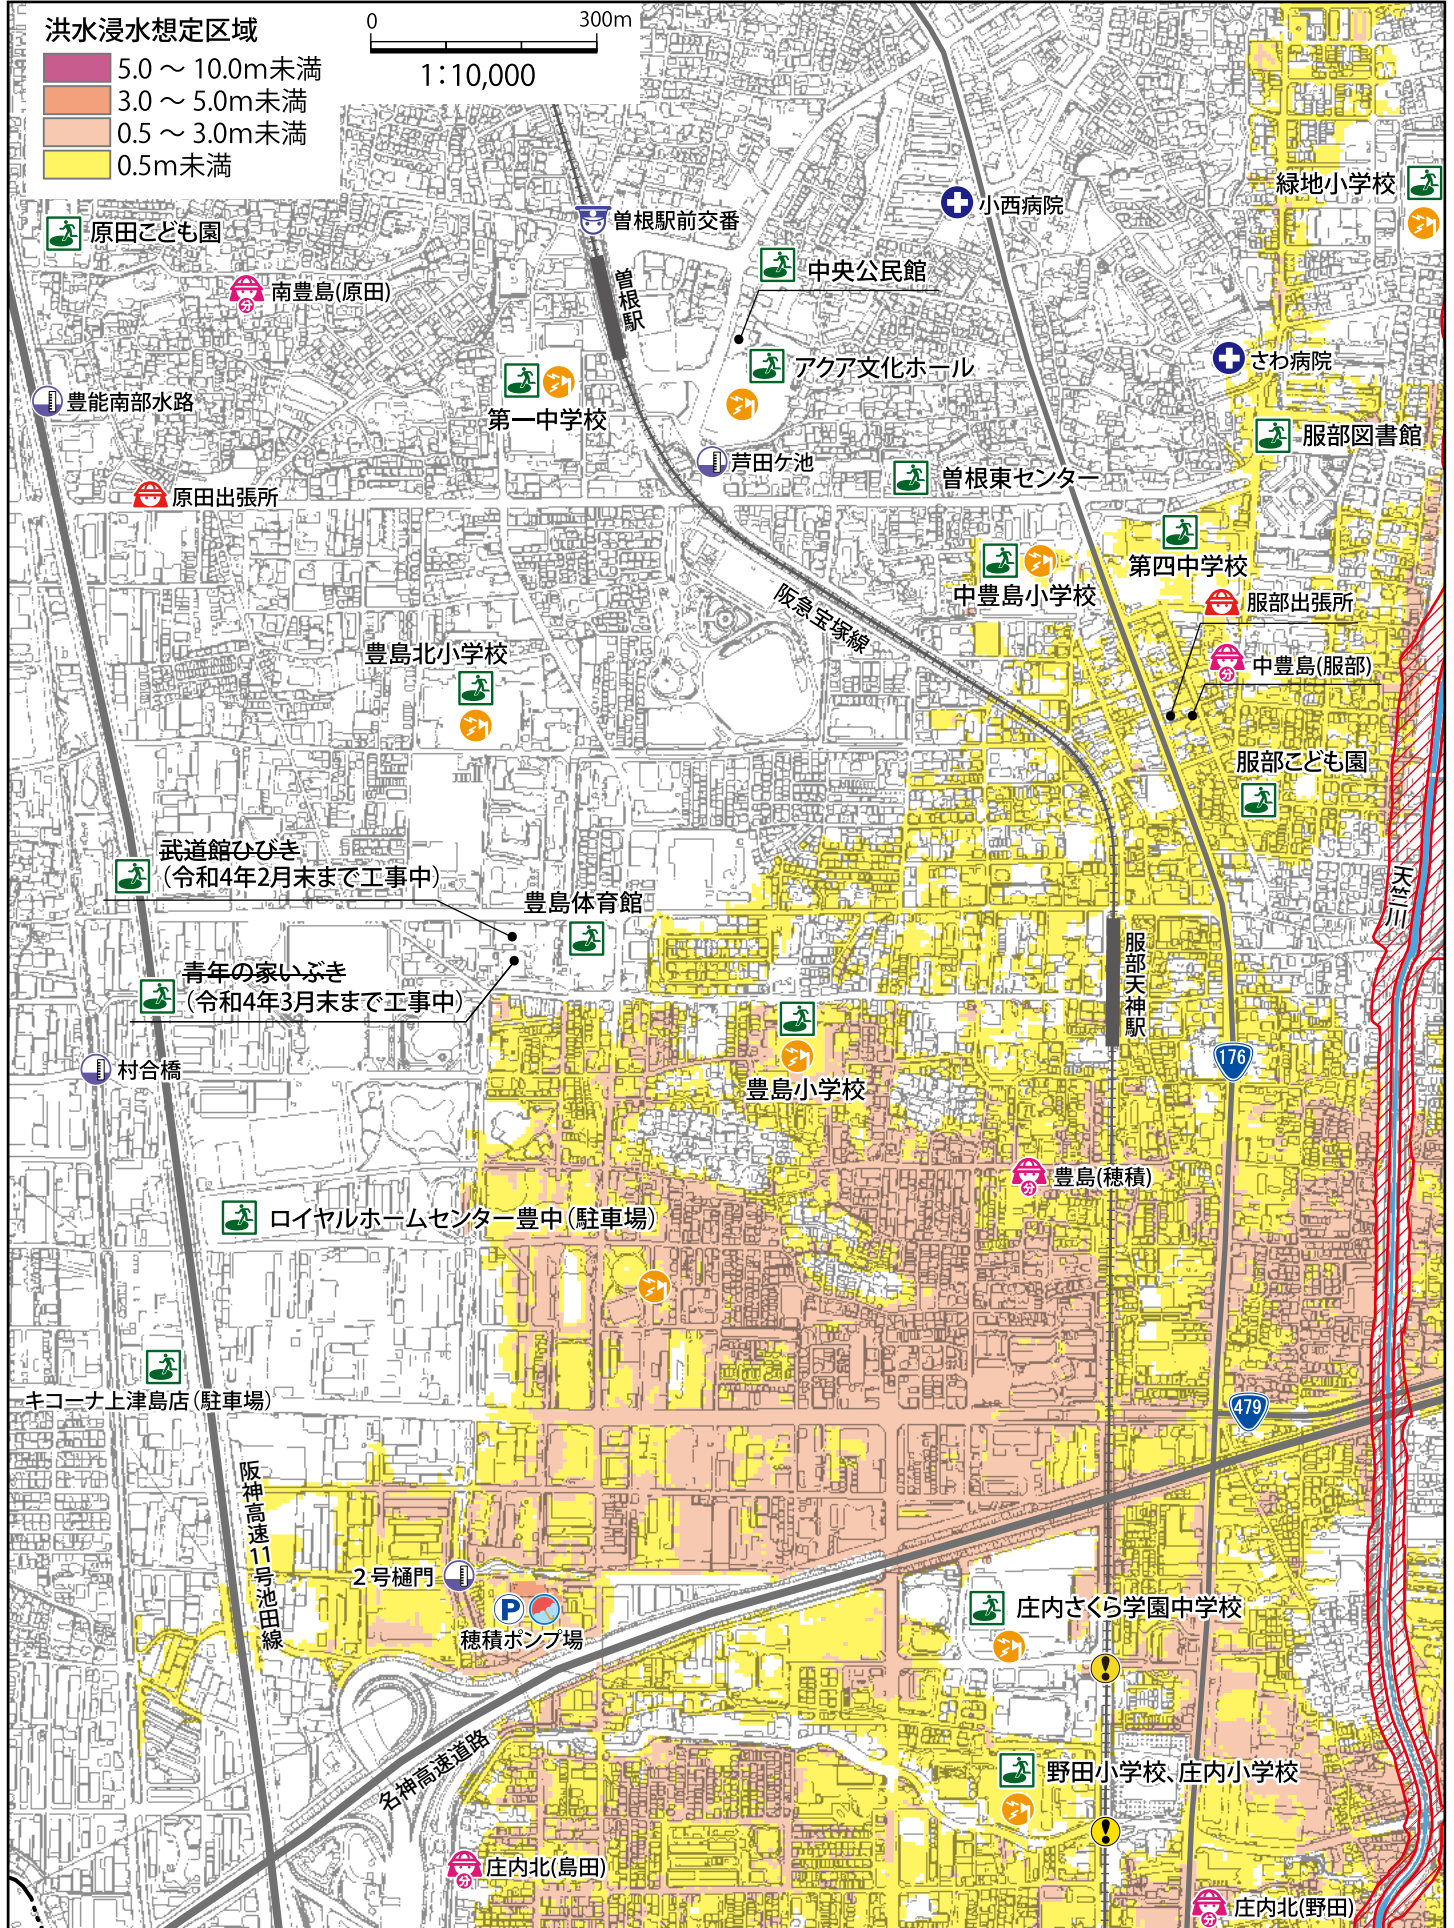 洪水浸水想定区域
5.0 ～ 10.0m未満
3.0 ～ 5.0m未満
0.5 ～ 3.0m未満
0.5m未満
0
300m
1：10,000
緑地小学校
小西病院
曽根駅前交番
原田こども園
中央公民館
南豊島(原田)
曽根駅
さわ病院
アクア文化ホール
豊能南部水路
第一中学校
服部図書館
芦田ケ池
曽根東センター
原田出張所
第四中学校
中豊島小学校
服部出張所
阪急宝塚線
豊島北小学校
中豊島(服部)
服部こども園
武道館ひびき
(令和4年2月末まで工事中)
豊島体育館
天竺川
服部天神駅
青年の家いぶき
(令和4年3月末まで工事中)
176
村合橋
豊島小学校
豊島(穂積)
ロイヤルホームセンター豊中(駐車場)
キコーナ上津島店(駐車場)
479
阪神高速11号池田線
2号樋門
P
穂積ポンプ場
庄内さくら学園中学校
名神高速道路
野田小学校、庄内小学校
庄内北(島田)
庄内北(野田)
分
分
分
分
分